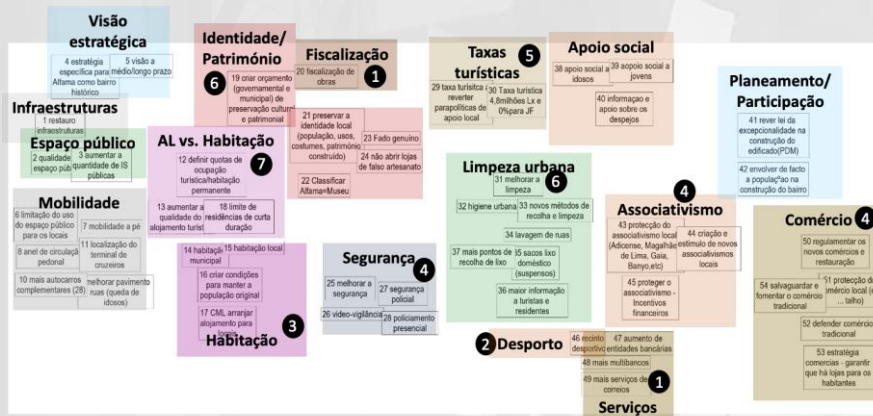 Visão
estratégica
4 estratégia
específica para
Alfama como bairro
histórico
5 visão a
médio/longo prazo
Infraestruturas
1 restauro
infraestruturas
Espaço público
2 qualidade
espaço púb
3 aumentar a
quantidade de IS
públicas
Mobilidade
6 limitação do uso
do espaço público
para os locais
7 mobilidade a pé
8 anel de circulaçã
pedonal
11 localização do
terminal de
cruzeiros
10 mais autocarros
complementares (28)
melhorar pavimento
ruas (queda de
idosos)
Identidade/
Património
6
19 criar orçamento
(governamental e
municipal) de
preservação cultural
e patrimonial
21 preservar a
identidade local
(população, usos,
costumes, património
construído)
22 Classificar
Alfama=Museu
23 Fado genuíno
24 não abrir lojas
de falso artesanato
Fiscalização
20 fiscalização de
obras
1
AL vs. Habitação
7
12 definir quotas de
ocupação
turística/habitação
permanente
13 aumentar a
qualidade do
alojamento turíst
18 limite de
residências de curta
duração
14 habitaçã
municipal
15 habitação local
16 criar condições
para manter a
população original
17 CML arranjar
alojamento para
Habitação
3
Segurança
4
25 melhorar a
segurança
27 segurança
policial
26 video-vigilância
28 policiamento
presencial
Taxas
turísticas
5
29 taxa turísitca a
reverter
parapolíticas de
apoio local
30 Taxa turística
4,8milhões Lx e
0%para JF
Apoio social
38 apoio social a
idosos
39 aopoio social a
jovens
40 informaçao e
apoio sobre os
despejos
Limpeza urbana
6
31 melhorar a
limpeza
32 higiene urbana
33 novos métodos de
recolha e limpeza
34 lavagem de ruas
37 mais pontos de
recolha de lixo
35 sacos lixo
doméstico
(suspensos)
36 maior informação
a turistas e
residentes
4
Associativismo
43 protecção do
associativismo local
(Adicense, Magalhãe
de Lima, Gaia,
Banyo,etc)
44 criação e
estimulo de novos
associativismos
locais
45 proteger o
associativismo -
Incentivos
financeiros
2
Desporto
46 recinto
desportivo
47 aumento de
entidades bancárias
48 mais multibancos
49 mais serviços de
correios
1
Serviços
Planeamento/
Participação
41 rever lei da
excepcionalidade na
construção do
edificado(PDM)
42 envolver de facto
a populaçªao na
construção do bairro
Comércio
4
50 regulamentar os
novos comércios e
restauração
54 salvaguardar e
fomentar o comércio
tradicional
51 protecção d
comércio local (e
... talho)
52 defender comércio
tradicional
53 estratégia
comercias - garantir
que há lojas para os
habitantes